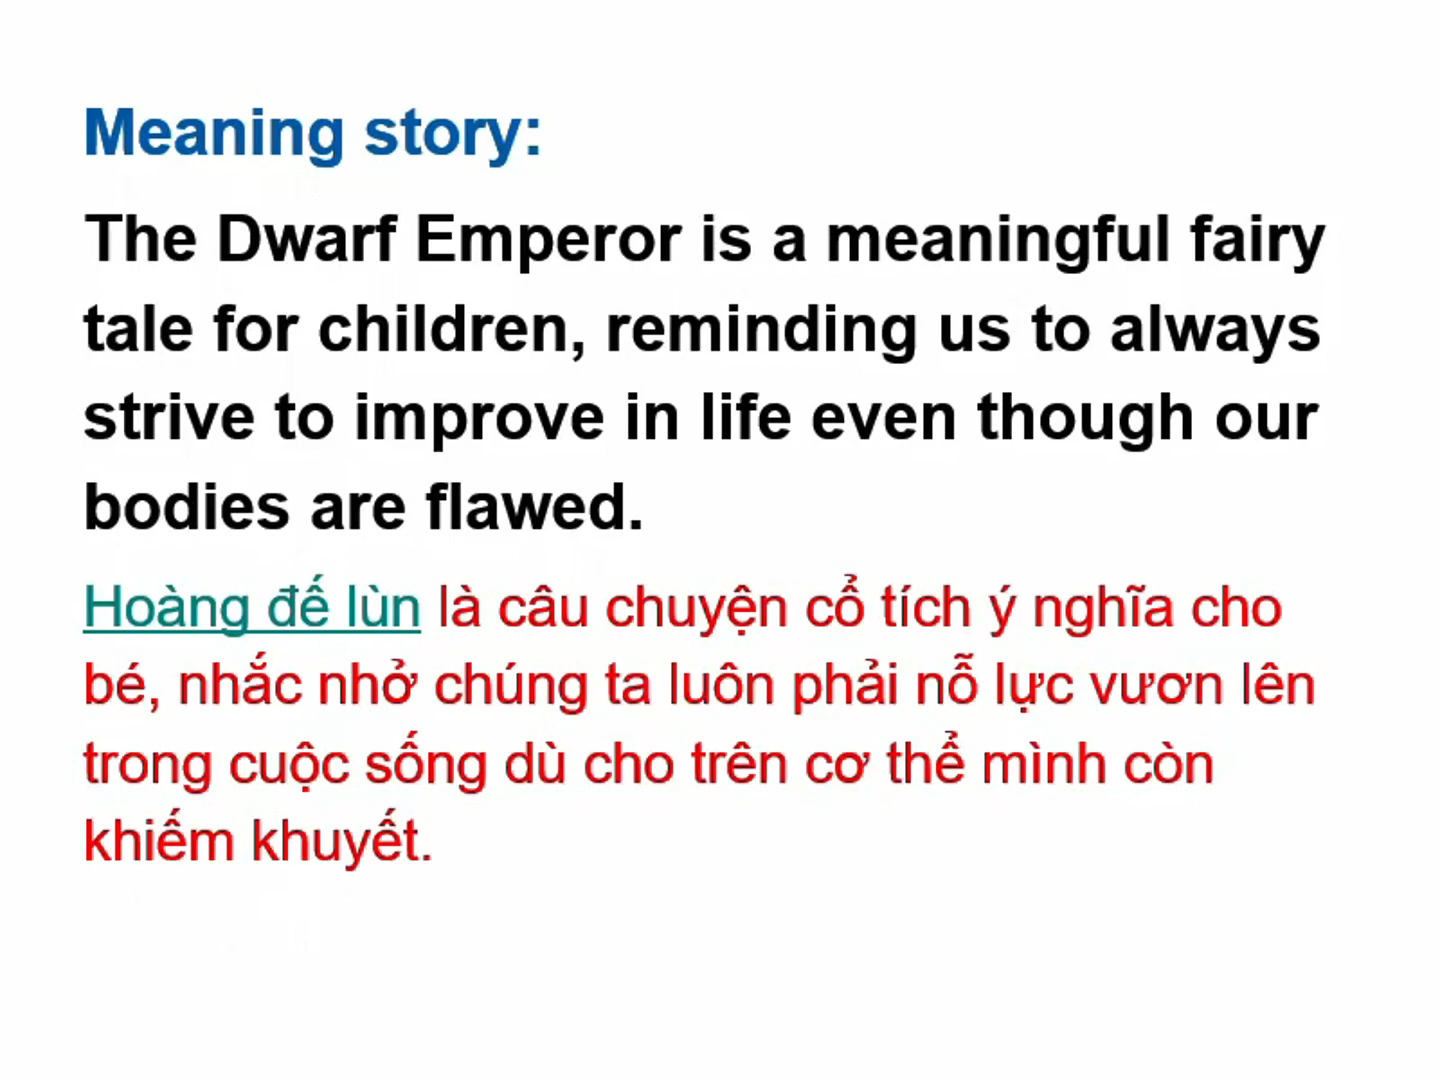 Meaning story:
The Dwarf Emperor is a meaningful fairy
tale for children, reminding us to always
strive to improve in life even though our
bodies are flawed.
Hoàng đế lùn là câu chuyện cổ tích ý nghĩa cho
bé, nhắc nhở chúng ta luôn phải nỗ lực vươn lên
trong cuộc sống dù cho trên cơ thể mình còn
khiếm khuyết.